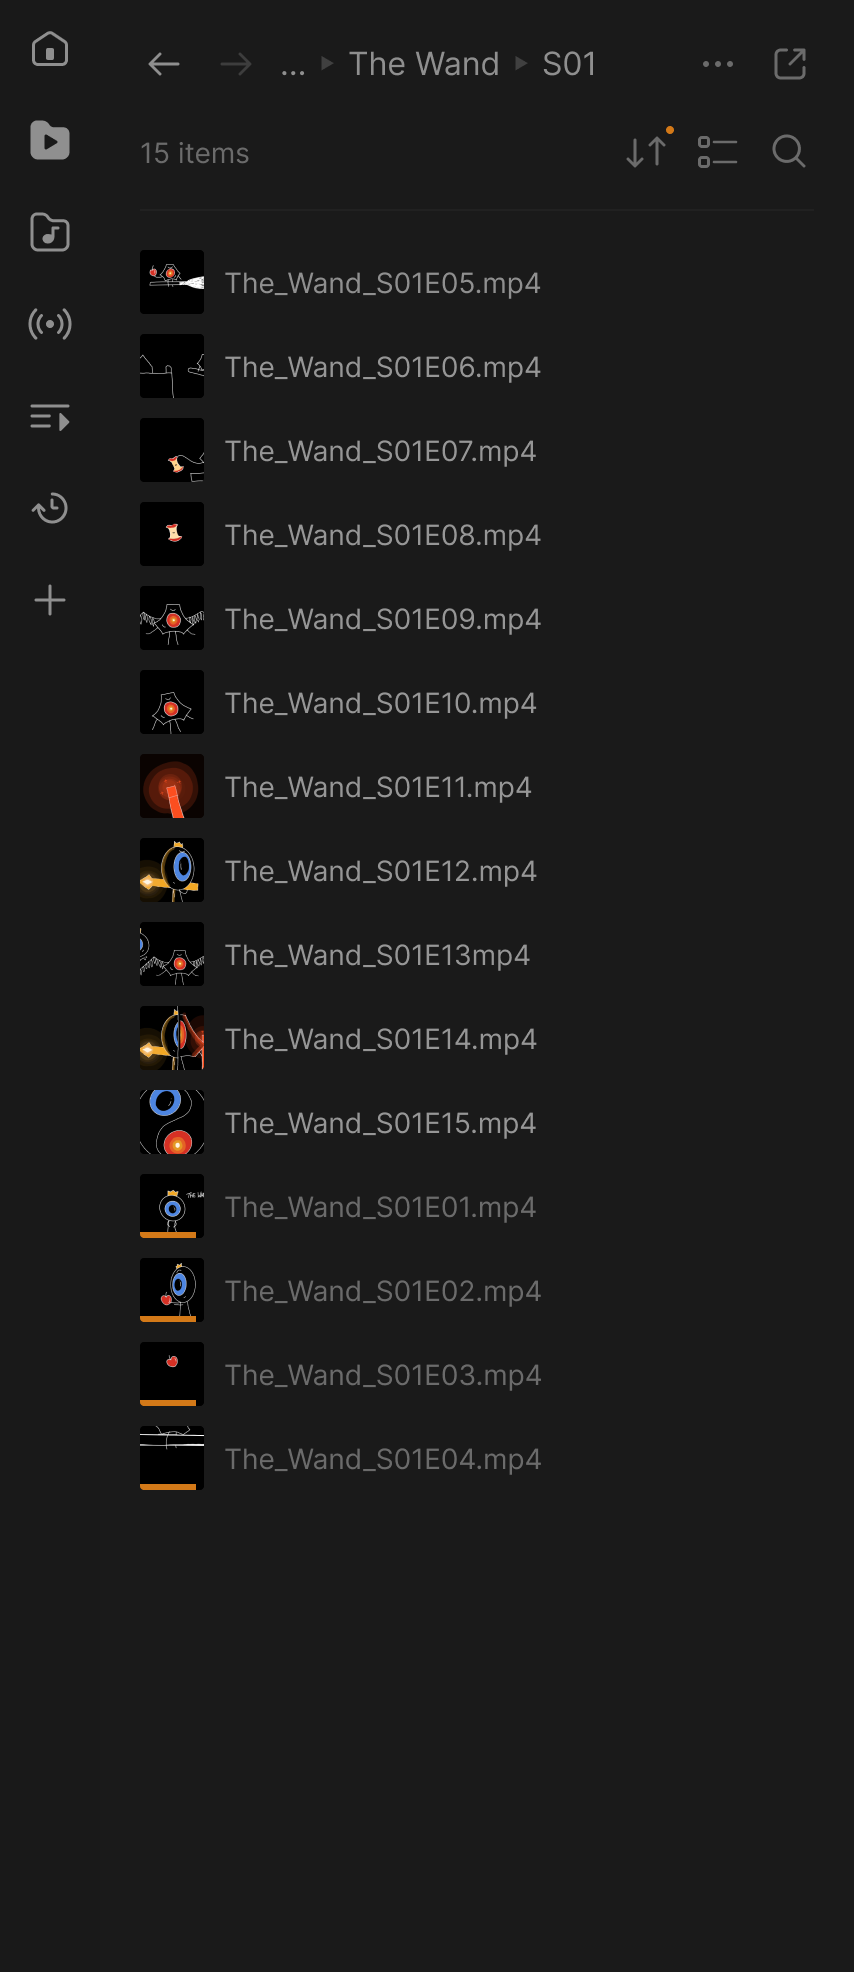 ... The Wand S01
15 items
The_Wand_S01E05.mp4
The_Wand_S01E06.mp4
The_Wand_S01E07.mp4
The_Wand_S01E08.mp4
The_Wand_S01E09.mp4
The_Wand_S01E10.mp4
The_Wand_S01E11.mp4
The_Wand_S01E12.mp4
The_Wand_S01E13mp4
The_Wand_S01E14.mp4
The_Wand_S01E15.mp4
The_Wand_S01E01.mp4
The_Wand_S01E02.mp4
The_Wand_S01E03.mp4
The_Wand_S01E04.mp4